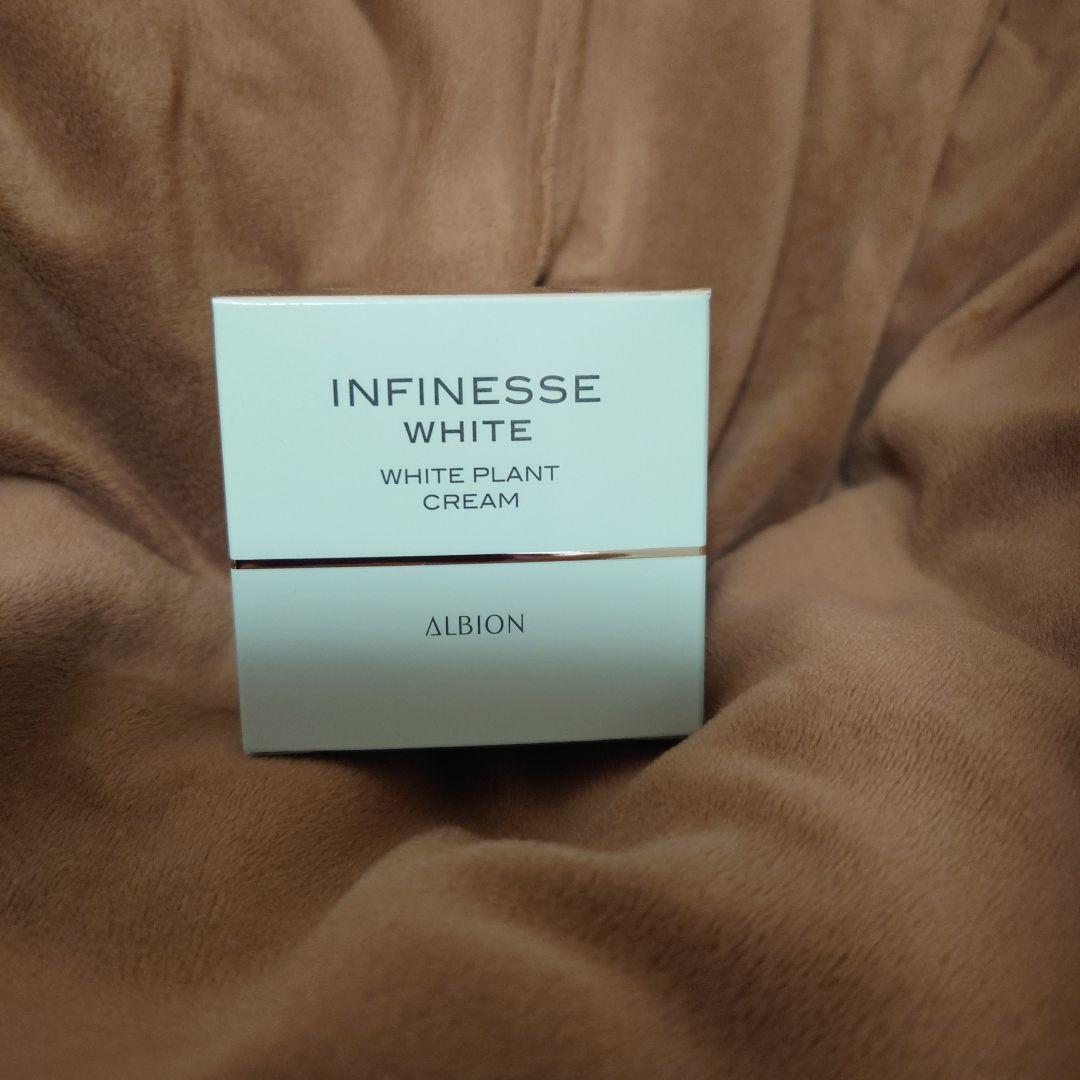 INFINESSE
WHITE
WHITE PLANT
CREAM
ALBION